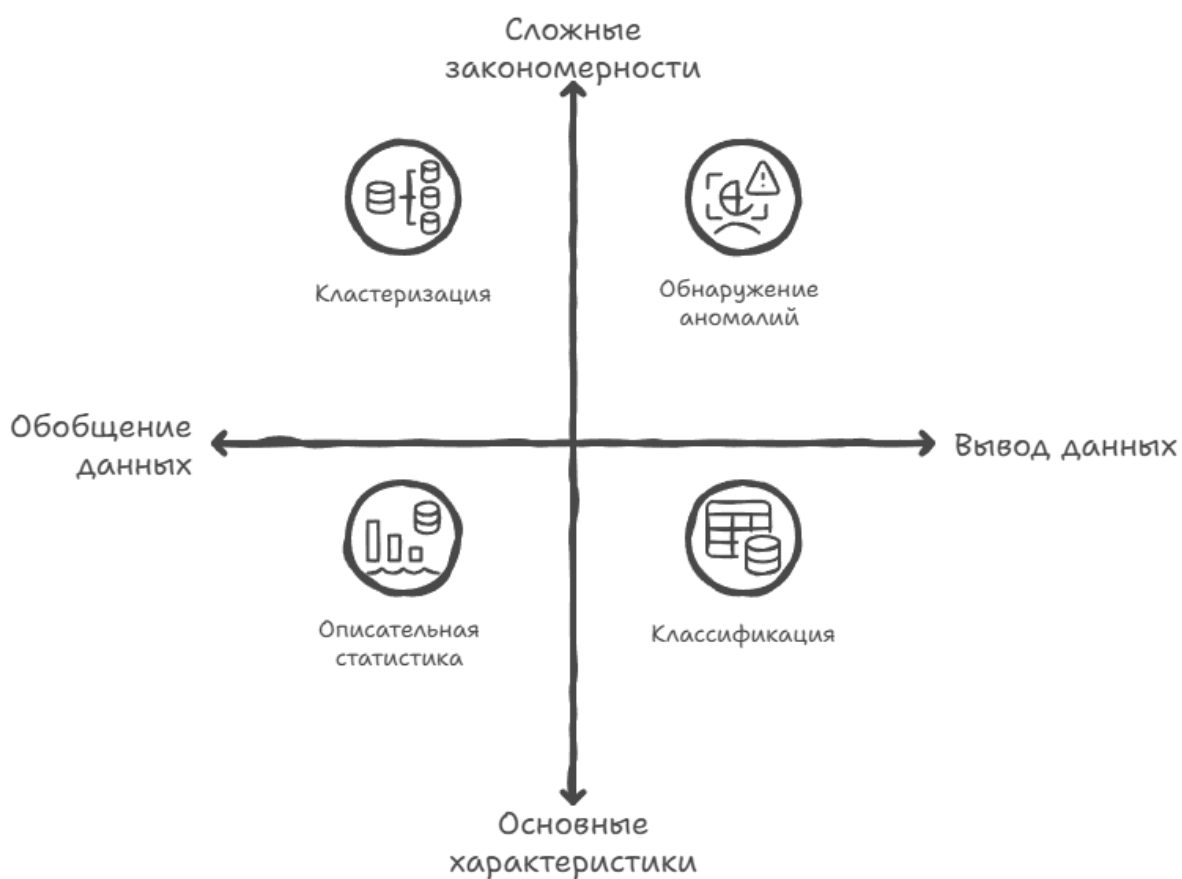 Сложные
закономерности
Кластеризация
Обнаружение
аномалий
Обобщение
данных
Вывод данных
Описательная
статистика
Классификация
Основные
характеристики